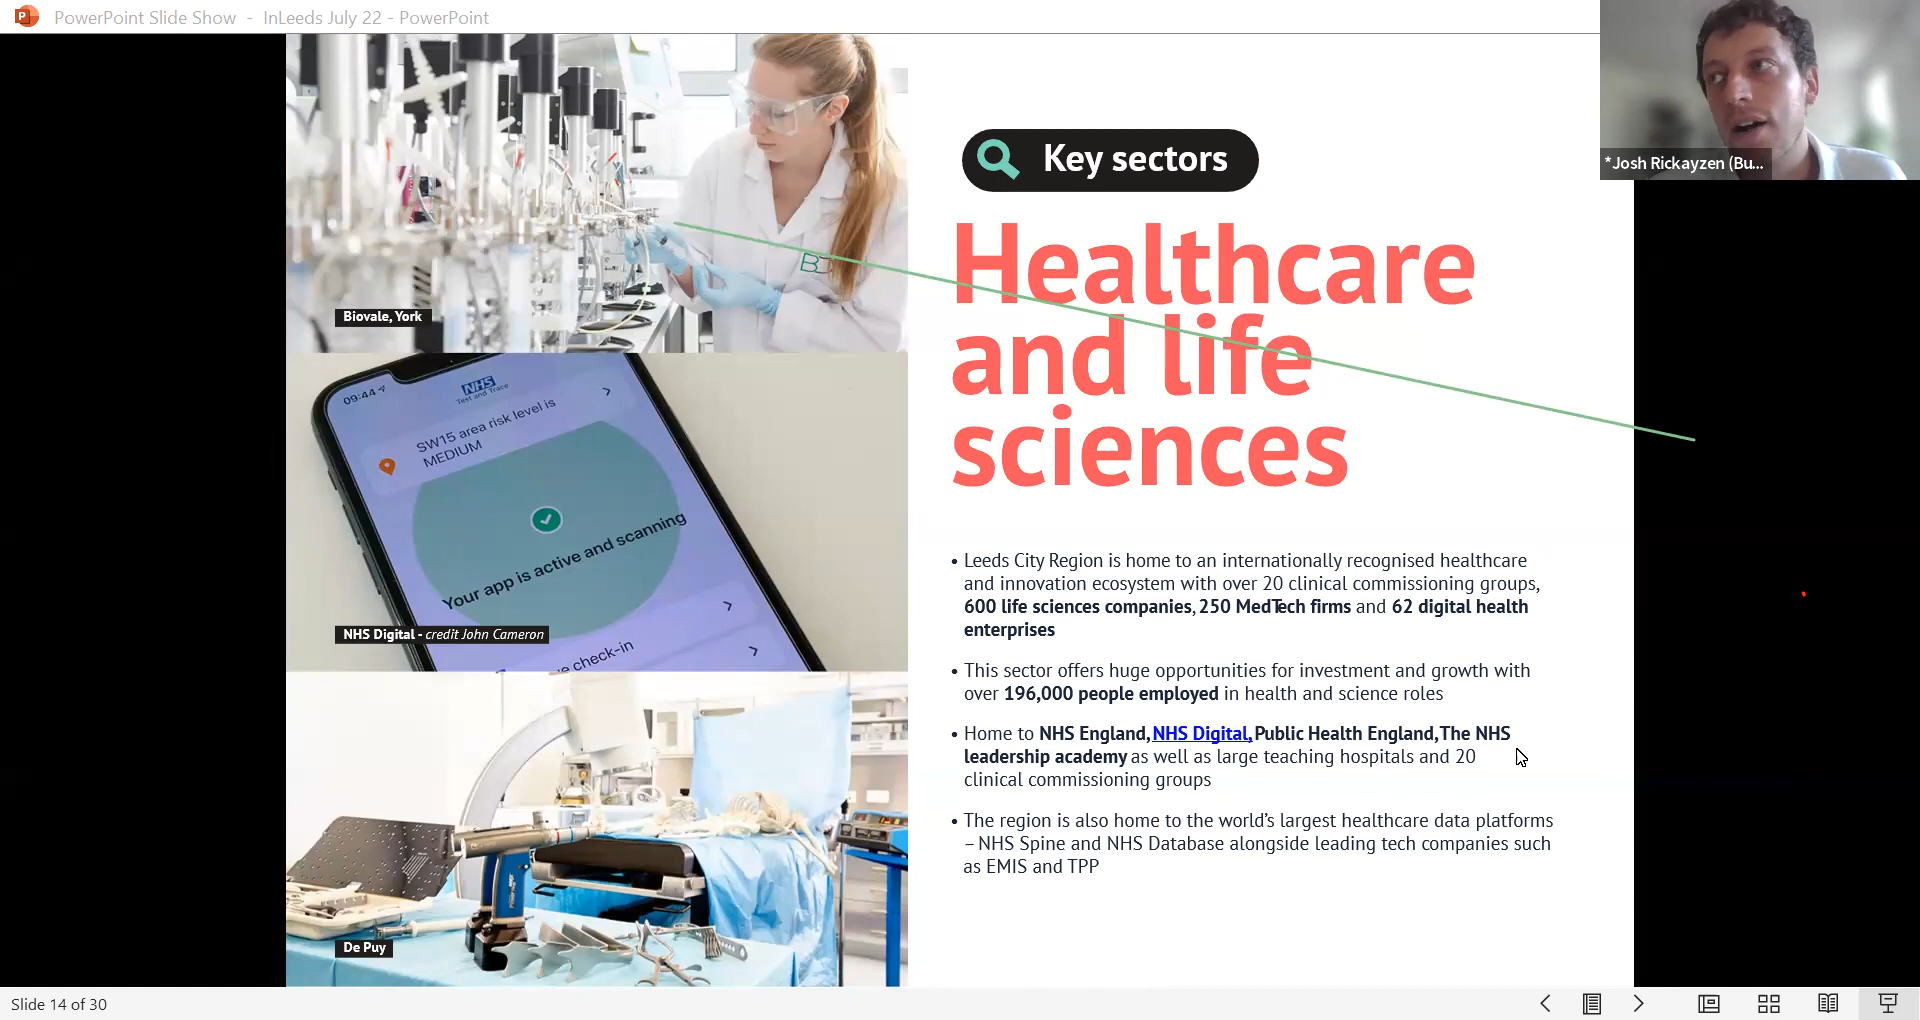 PowerPoint Slide Show - InLeeds July 22 - PowerPoint
*Josh Rickayzen (Bu...
Key sectors
Healthcare
and life
sciences
Biovale, York
09:44
NHS
Test and Trace
SW15 area risk level is
MEDIUM
Your app is active and scanning
check-in
NHS Digital - credit John Cameron
De Puy
• Leeds City Region is home to an internationally recognised healthcare
and innovation ecosystem with over 20 clinical commissioning groups,
600 life sciences companies, 250 MedTech firms and 62 digital health
enterprises
• This sector offers huge opportunities for investment and growth with
over 196,000 people employed in health and science roles
• Home to NHS England, NHS Digital, Public Health England, The NHS
leadership academy as well as large teaching hospitals and 20
clinical commissioning groups
• The region is also home to the world's largest healthcare data platforms
– NHS Spine and NHS Database alongside leading tech companies such
as EMIS and TPP
Slide 14 of 30